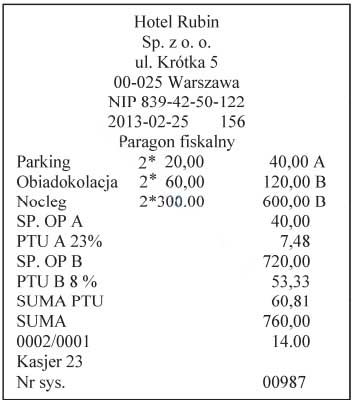 Hotel Rubin
Sp. z o. o.
ul. Krótka 5
00-025 Warszawa
NIP 839-42-50-122
2013-02-25 156
Paragon fiskalny
Parking 2* 20,00 40,00 A
Obiadokolacja 2* 60,00 120,00 B
Nocleg 2*300.00 600,00 B
SP. OP A 40,00
PTU A 23% 7,48
SP. OP B 720,00
PTU B 8 % 53,33
SUMA PTU 60,81
SUMA 760,00
0002/0001 14.00
Kasjer 23
Nr sys. 00987